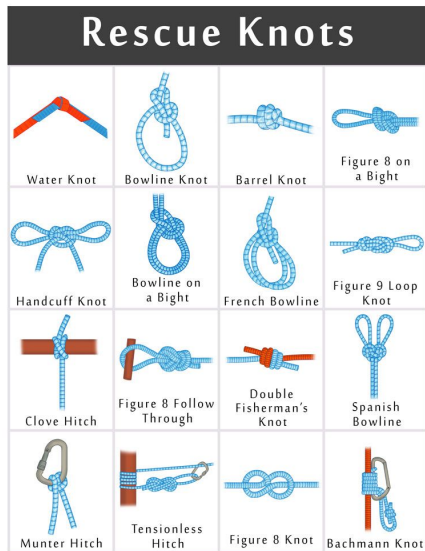 Rescue Knots
Water Knot
Bowline Knot
Barrel Knot
Figure 8 on
a Bight
Handcuff Knot
Bowline on
a Bight
French Bowline
Figure 9 Loop
Knot
Clove Hitch
Figure 8 Follow
Through
Double
Fisherman's
Knot
Spanish
Bowline
Munter Hitch
Tensionless
Hitch
Figure 8 Knot
Bachmann Knot